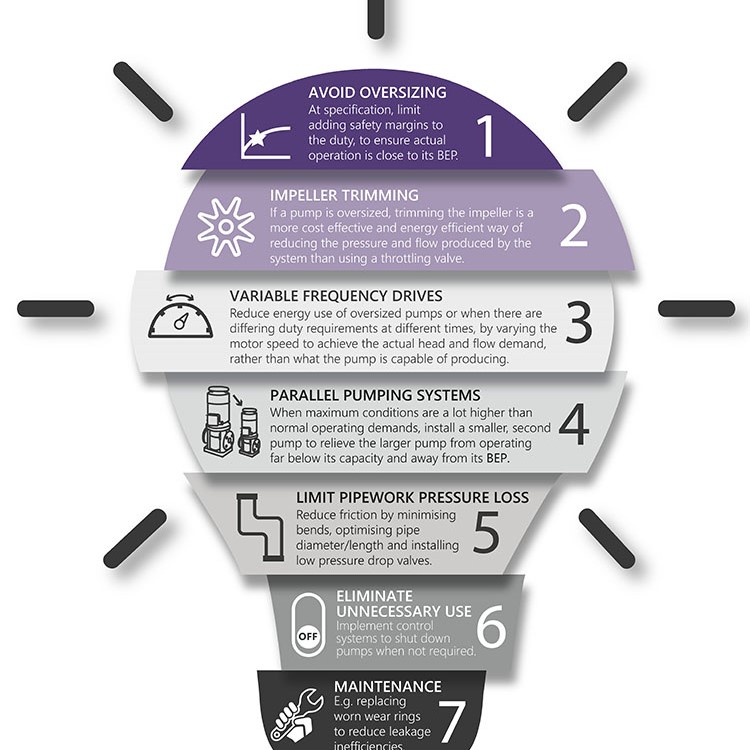 AVOID OVERSIZING
At specification, limit
adding safety margins to
the duty, to ensure actual
operation is close to its BEP.
1
IMPELLER TRIMMING
If a pump is oversized, trimming the impeller is a
more cost effective and energy efficient way of
reducing the pressure and flow produced by the
system than using a throttling valve.
2
VARIABLE FREQUENCY DRIVES
Reduce energy use of oversized pumps or when there are
differing duty requirements at different times, by varying the
motor speed to achieve the actual head and flow demand,
rather than what the pump is capable of producing.
3
PARALLEL PUMPING SYSTEMS
When maximum conditions are a lot higher than
normal operating demands, install a smaller, second
pump to relieve the larger pump from operating
far below its capacity and away from its BEP.
4
LIMIT PIPEWORK PRESSURE LOSS
Reduce friction by minimising
bends, optimising pipe
diameter/length and installing
low pressure drop valves.
5
OFF
ELIMINATE
UNNECESSARY USE
Implement control
systems to shut down
pumps when not required.
6
MAINTENANCE
E.g. replacing
worn wear rings
to reduce leakage
inefficiencies
7